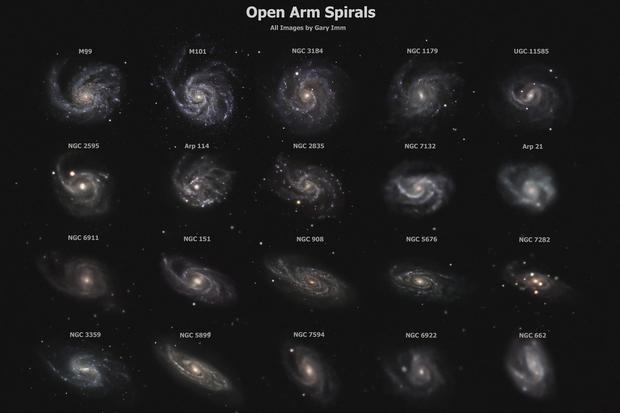 Open Arm Spirals
All Images by Gary Imm
M99 M101 NGC 3184 NGC 1179 UGC 11585
NGC 2595 Arp 114 NGC 2835 NGC 7132 Arp 21
NGC 6911 NGC 151 NGC 908 NGC 5676 NGC 7282
NGC 3359 NGC 5899 NGC 7594 NGC 6922 NGC 662